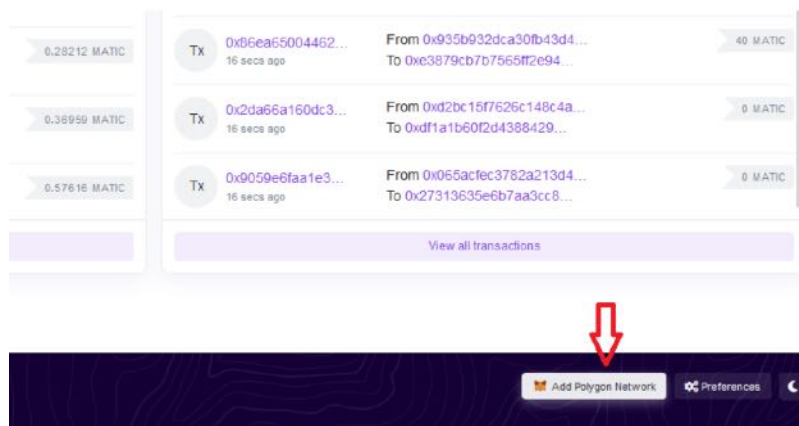 0.28212 MATIC
0.36959 MATIC
0.57616 MATIC
Tx
0x86ea65004462...
16 secs ago
From 0x935b932dca30fb43d4...
To 0xe3879cb7b7565ff2e94...
40 MATIC
Tx
0x2da66a160dc3...
16 secs ago
From 0xd2bc15f7626c148c4a...
To 0xdf1a1b60f2d4388429...
0 MATIC
Tx
0x9059e6faa1e3...
16 secs ago
From 0x065acfec3782a213d4...
To 0x27313635e6b7aa3cc8...
0 MATIC
View all transactions
Add Polygon Network
Preferences